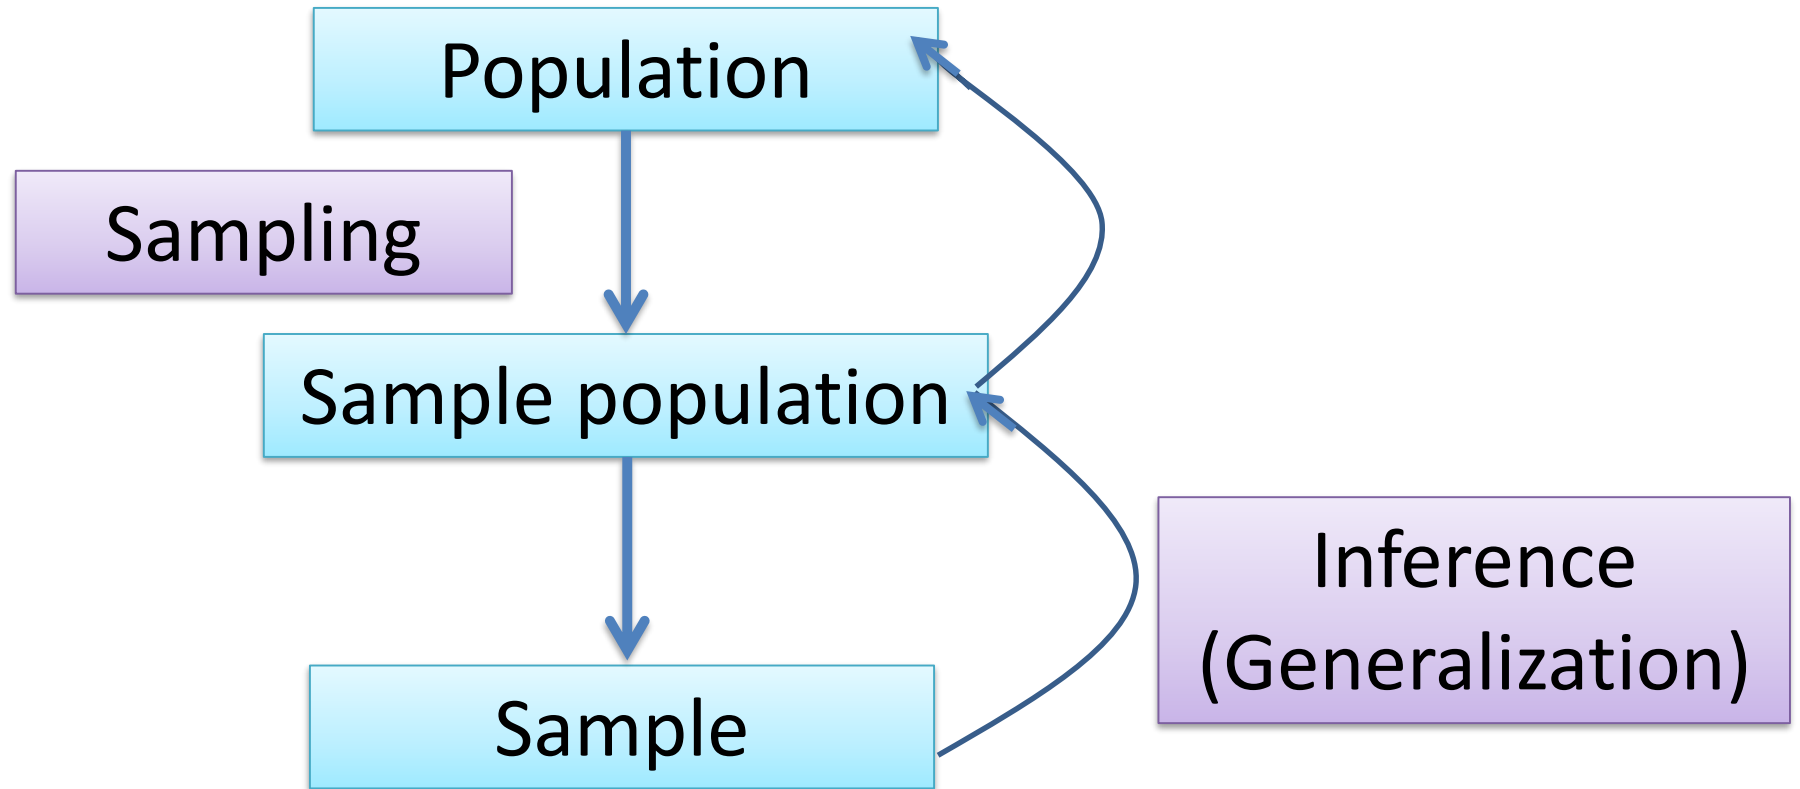 Population
Sampling
Sample population
Inference
(Generalization)
Sample